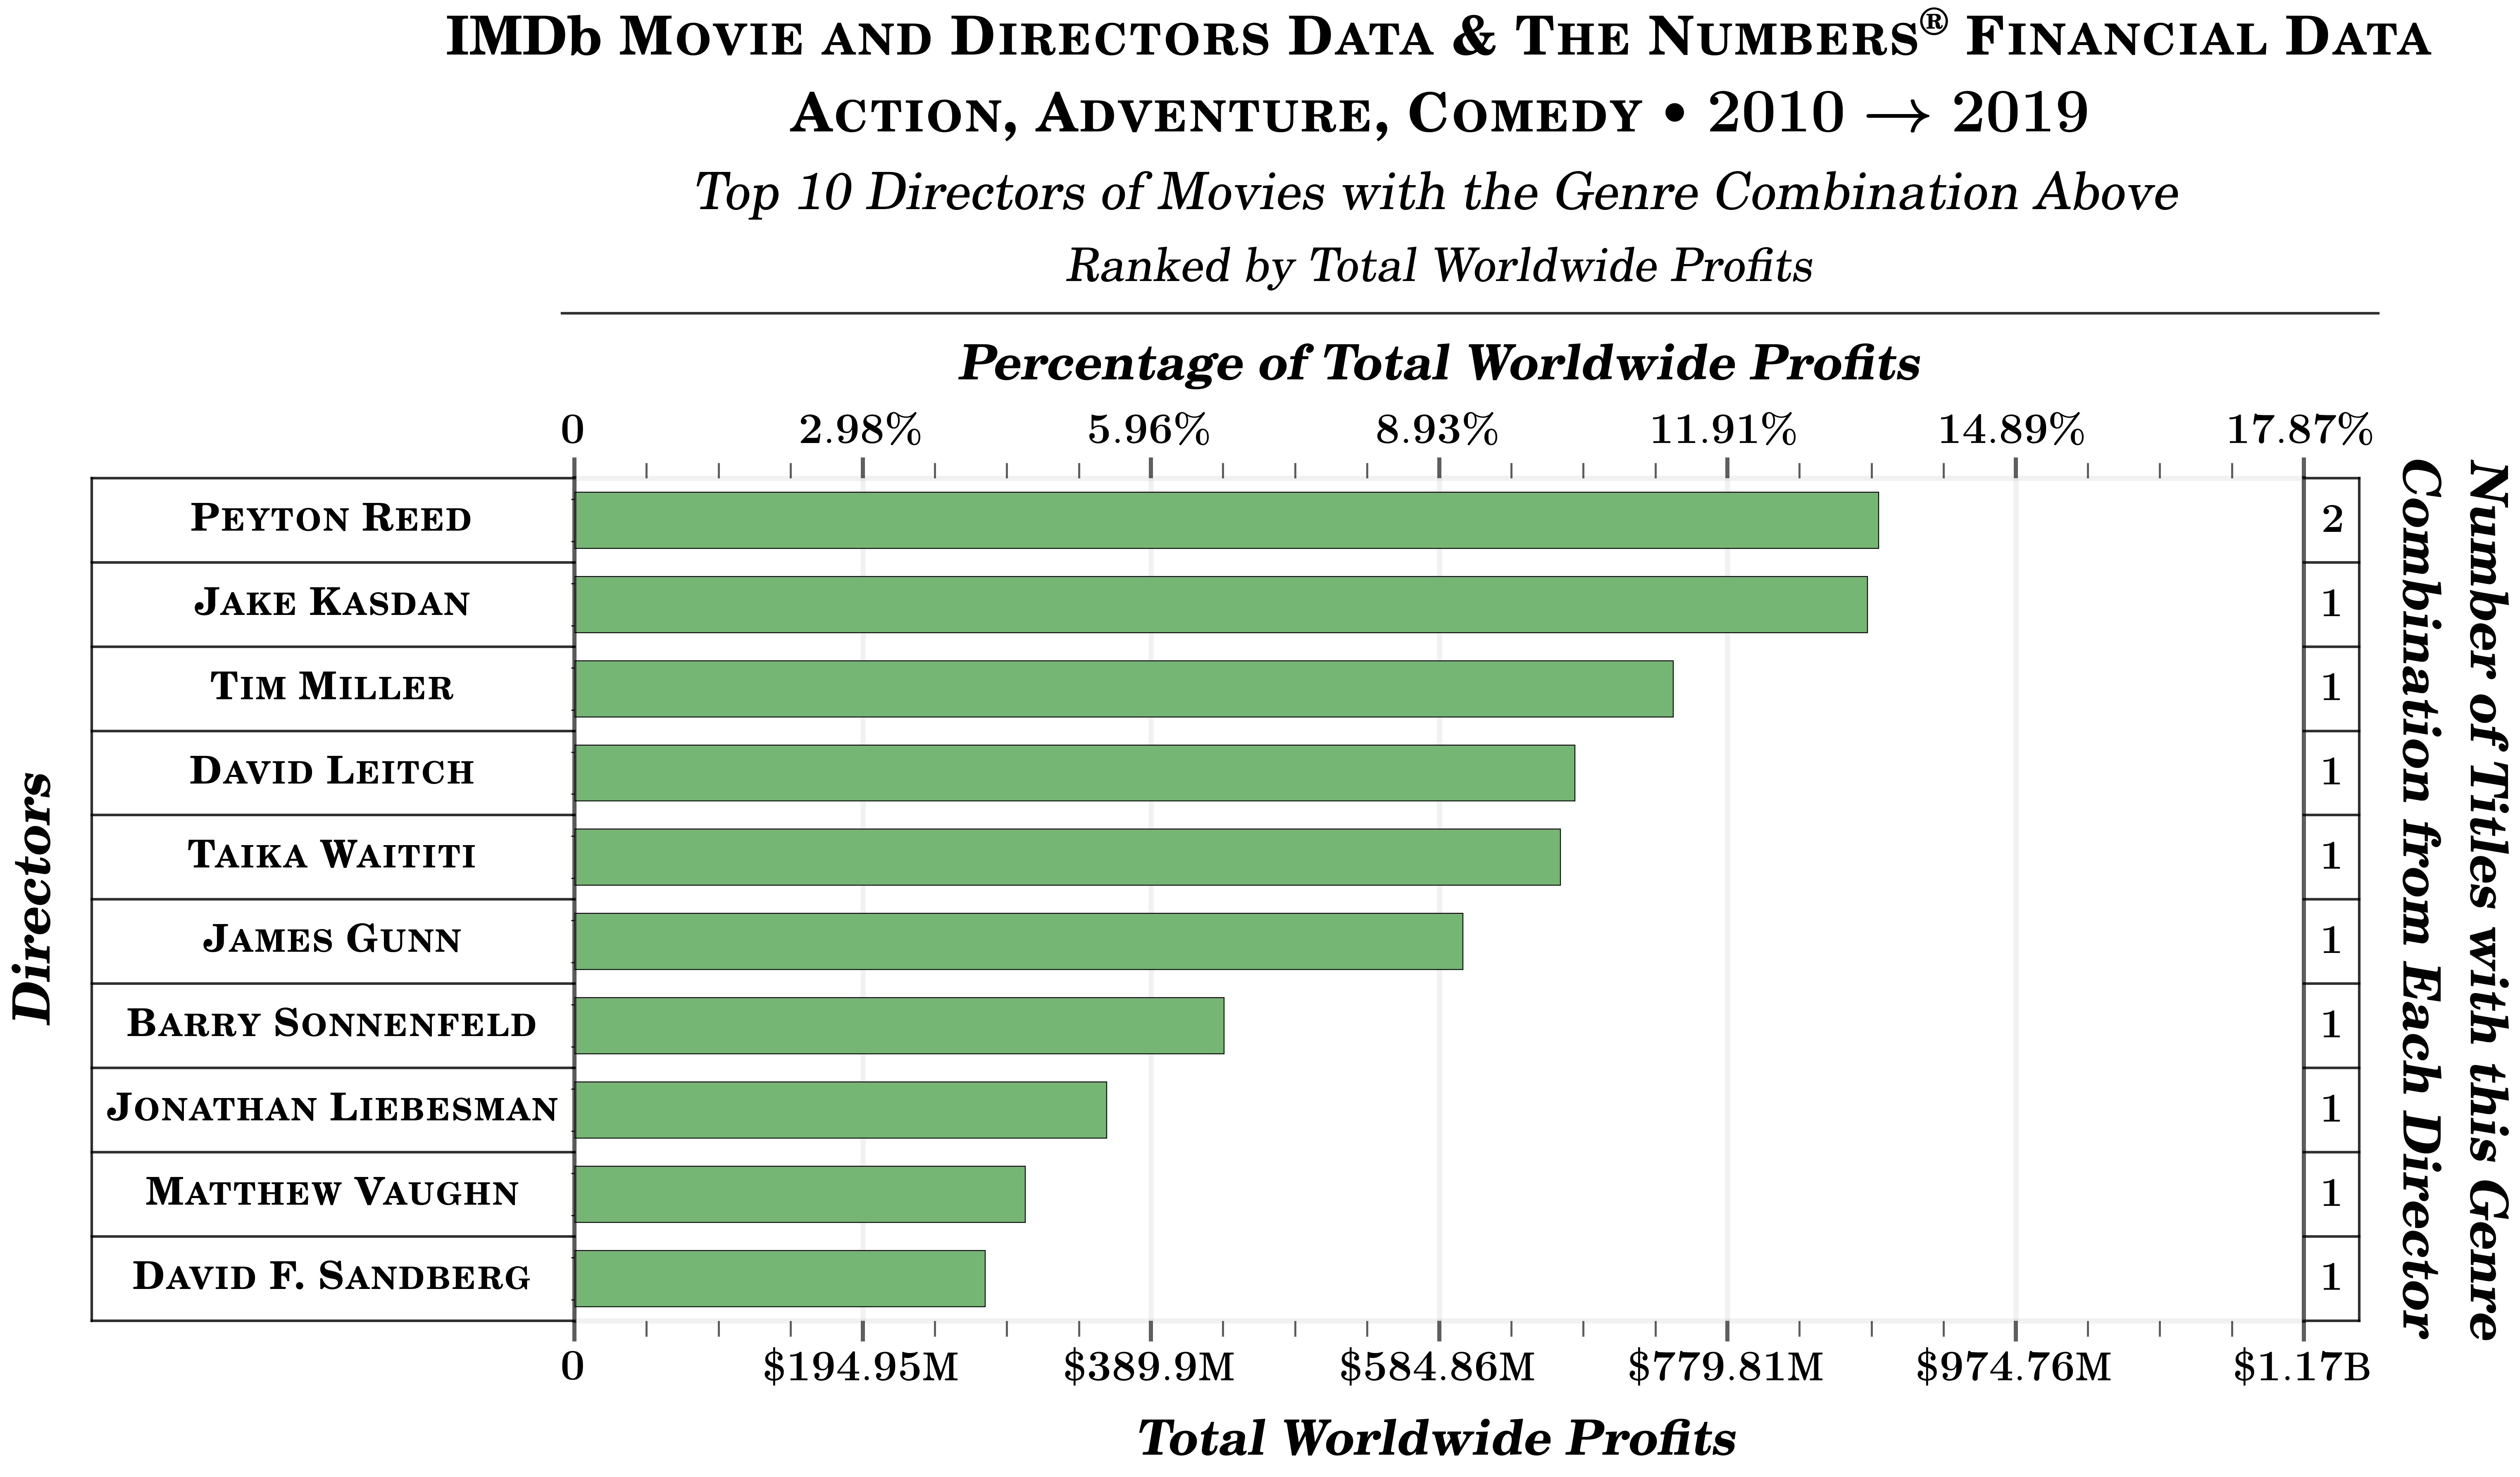 IMDb Movie and Directors Data & The Numbers® Financial Data
Action, Adventure, Comedy • 2010 → 2019
Top 10 Directors of Movies with the Genre Combination Above
Ranked by Total Worldwide Profits
Percentage of Total Worldwide Profits
0 2.98% 5.96% 8.93% 11.91% 14.89% 17.87%
Directors
Peyton Reed 2
Jake Kasdan 1
Tim Miller 1
David Leitch 1
Taika Waititi 1
James Gunn 1
Barry Sonnenfeld 1
Jonathan Liebesman 1
Matthew Vaughn 1
David F. Sandberg 1
Number of Titles with this Genre
Combination from Each Director
0 $194.95M $389.9M $584.86M $779.81M $974.76M $1.17B
Total Worldwide Profits